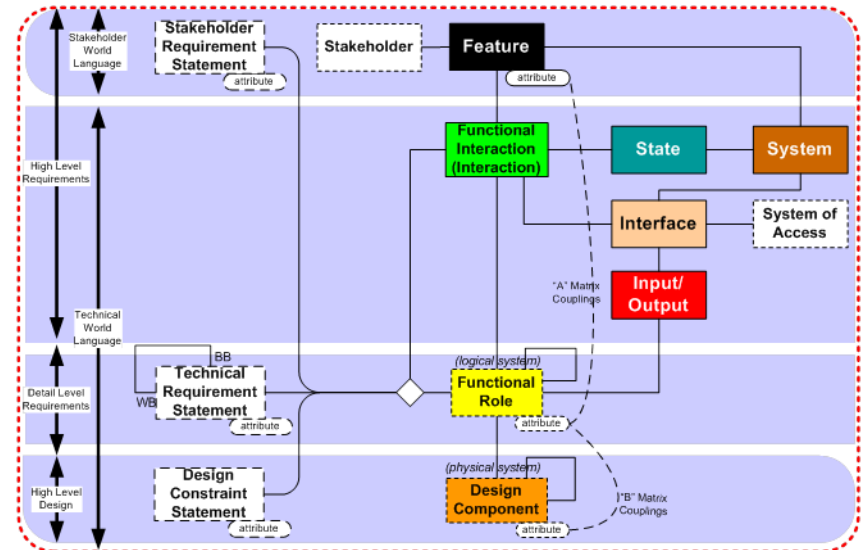 Stakeholder
World
Language
Stakeholder
Requirement
Statement
attribute
Stakeholder
Feature
attribute
High Level
Requirements
Functional
Interaction
(Interaction)
State
System
Interface
System of
Access
"A" Matrix
Couplings
Input/
Output
Technical
World
Language
BB
WB
Technical
Requirement
Statement
attribute
(logical system)
Functional
Role
attribute
Detail Level
Requirements
High Level
Design
Design
Constraint
Statement
attribute
(physical system)
Design
Component
attribute
"B" Matrix
Couplings